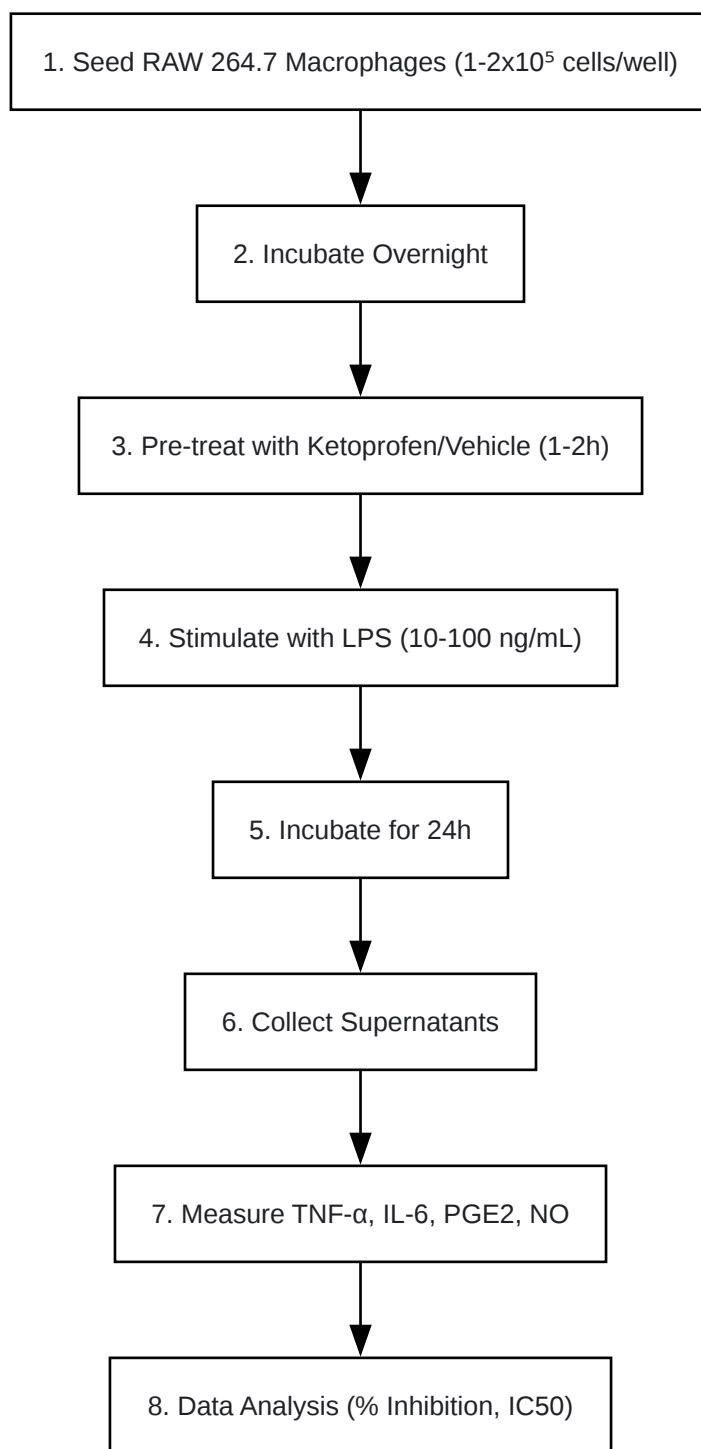 1. Seed RAW 264.7 Macrophages (1-2x10⁵ cells/well)
2. Incubate Overnight
3. Pre-treat with Ketoprofen/Vehicle (1-2h)
4. Stimulate with LPS (10-100 ng/mL)
5. Incubate for 24h
6. Collect Supernatants
7. Measure TNF-α, IL-6, PGE2, NO
8. Data Analysis (% Inhibition, IC50)